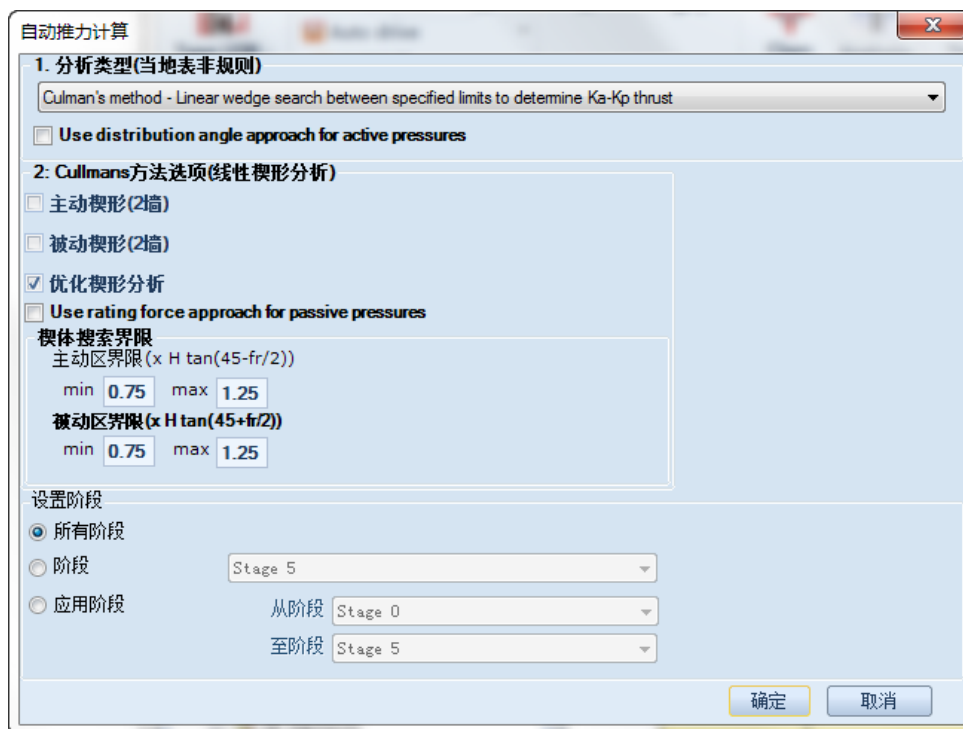 自动推力计算
Auto drive
1. 分析类型(当地表非规则)
Culman's method - Linear wedge search between specified limits to determine Ka-Kp thrust
Use distribution angle approach for active pressures
2: Cullmans方法选项(线性楔形分析)
主动楔形(2墙)
被动楔形(2墙)
优化楔形分析
Use rating force approach for passive pressures
楔体搜索界限
主动区界限(x H tan(45-fr/2))
min 0.75 max 1.25
被动区界限(x H tan(45+fr/2))
min 0.75 max 1.25
设置阶段
所有阶段
阶段 Stage 5
应用阶段 从阶段 Stage 0
至阶段 Stage 5
确定 取消